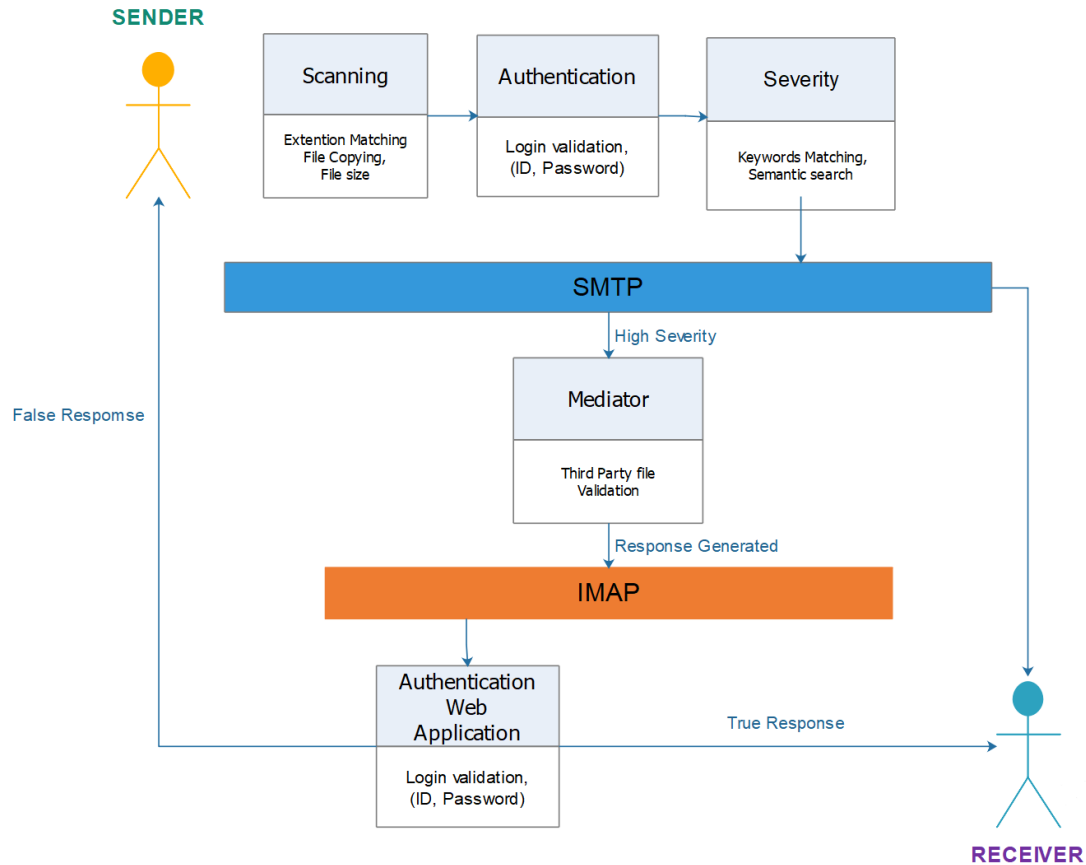 SENDER
Scanning
Extention Matching
File Copying,
File size
Authentication
Login validation,
(ID, Password)
Severity
Keywords Matching,
Semantic search
SMTP
High Severity
Mediator
Third Party file
Validation
False Respomse
Response Generated
IMAP
Authentication
Web
Application
Login validation,
(ID, Password)
True Response
RECEIVER